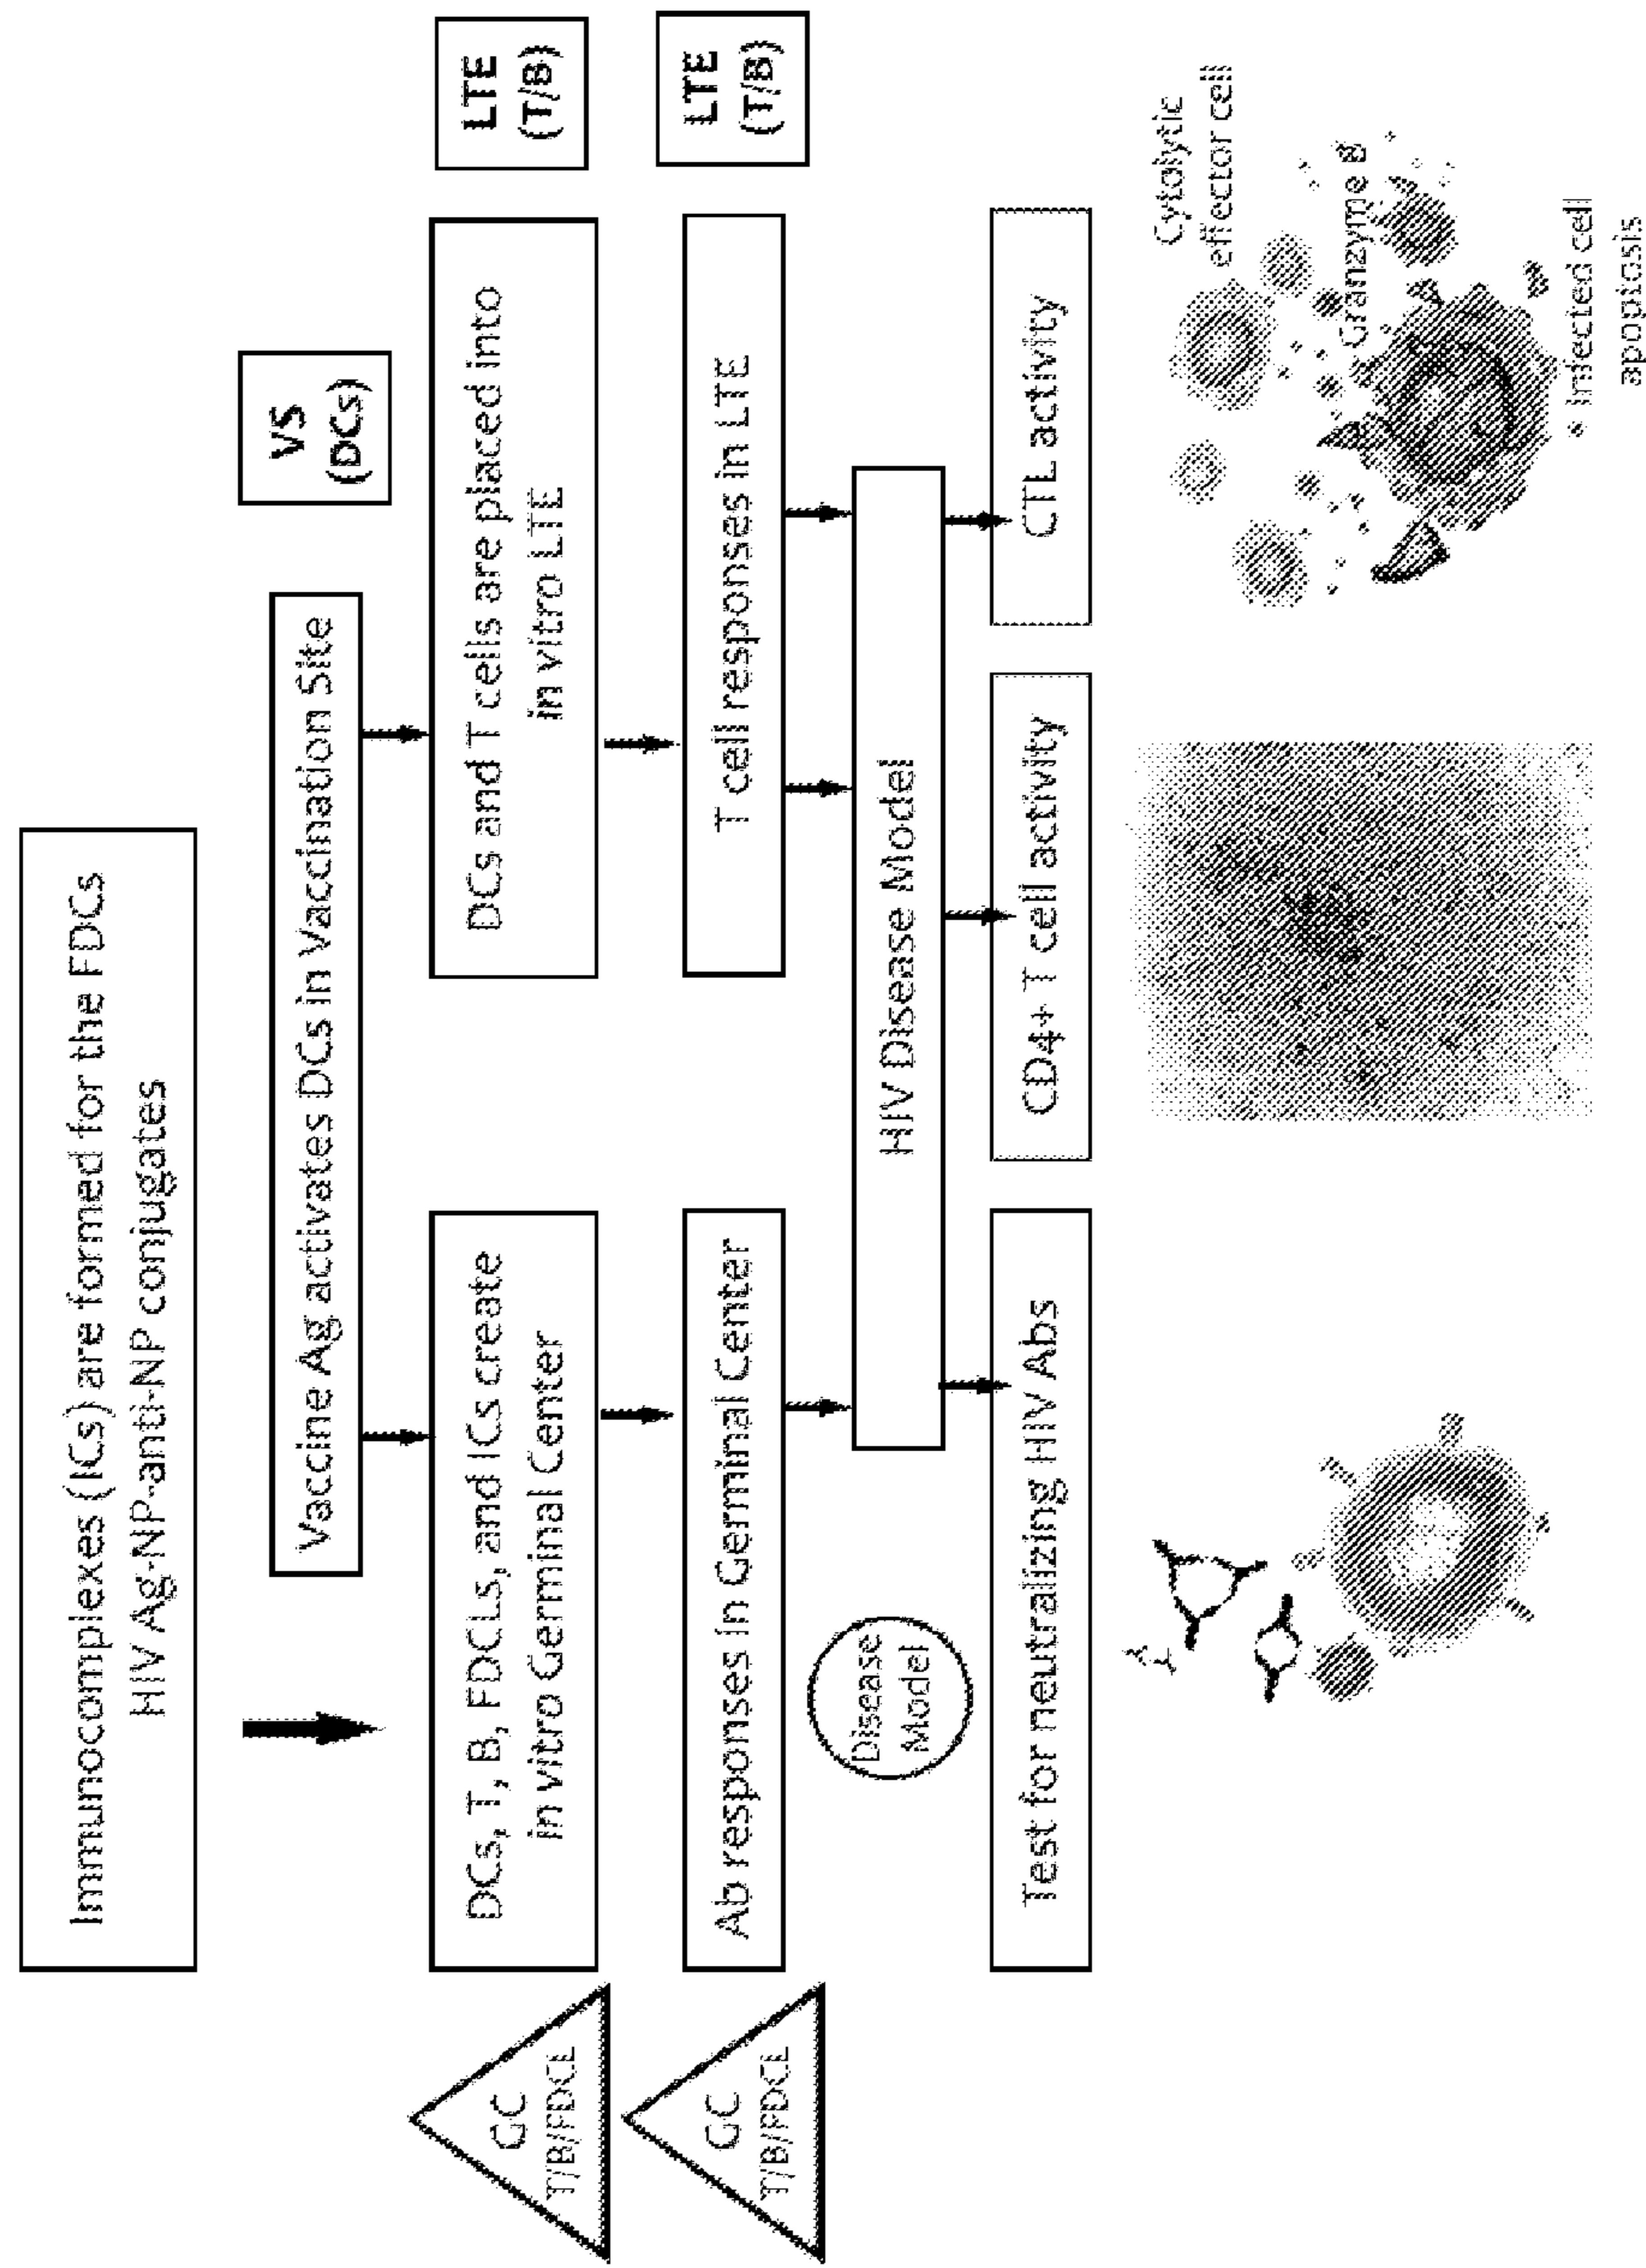 Immunocomplexes (ICs) are formed for the FDCs
HIV Ag-NP-anti-NP conjugates
VS
(DCs)
Vaccine Ag activates DCs in Vaccination Site
GC
T/B/FDCL
DCs, T, B, FDCLs, and ICs create
in vitro Germinal Center
DCs and T cells are placed into
in vitro LTE
LTE
(T/B)
GC
T/B/FDCL
Ab responses in Germinal Center
T cell responses in LTE
LTE
(T/B)
Disease
Model
HIV Disease Model
Test for neutralizing HIV Abs
CD4+ T cell activity
CTL activity
Cytolytic
effector cell
Granzyme B
• Infected cell
apoptosis